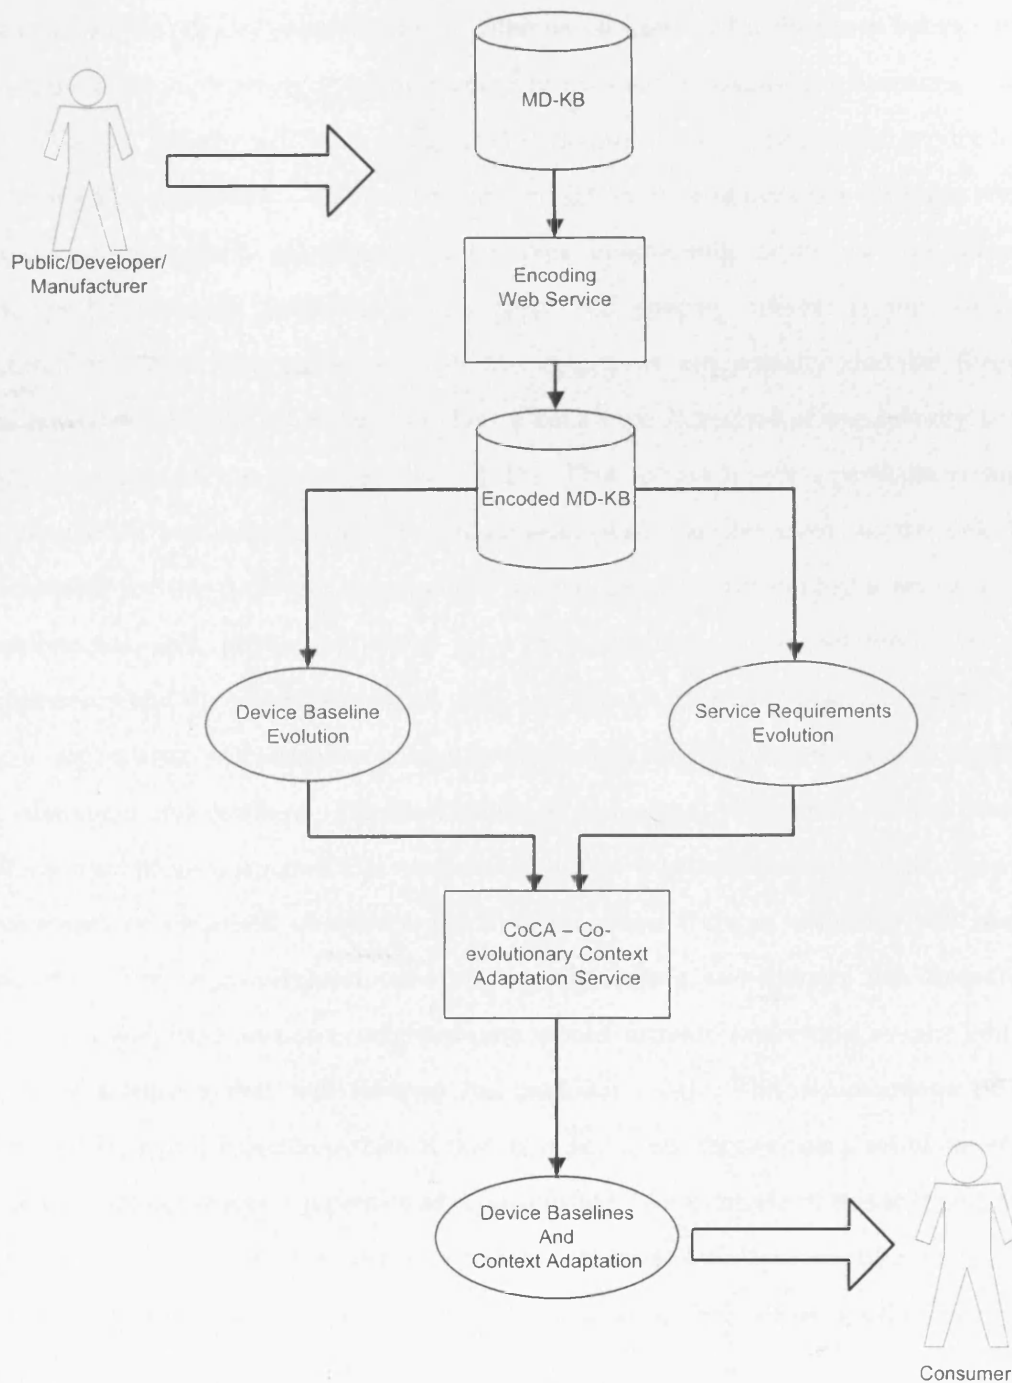 MD-KB
Public/Developer/
Manufacturer
Encoding
Web Service
Encoded MD-KB
Device Baseline
Evolution
Service Requirements
Evolution
CoCA – Co-
evolutionary Context
Adaptation Service
Device Baselines
And
Context Adaptation
Consumer